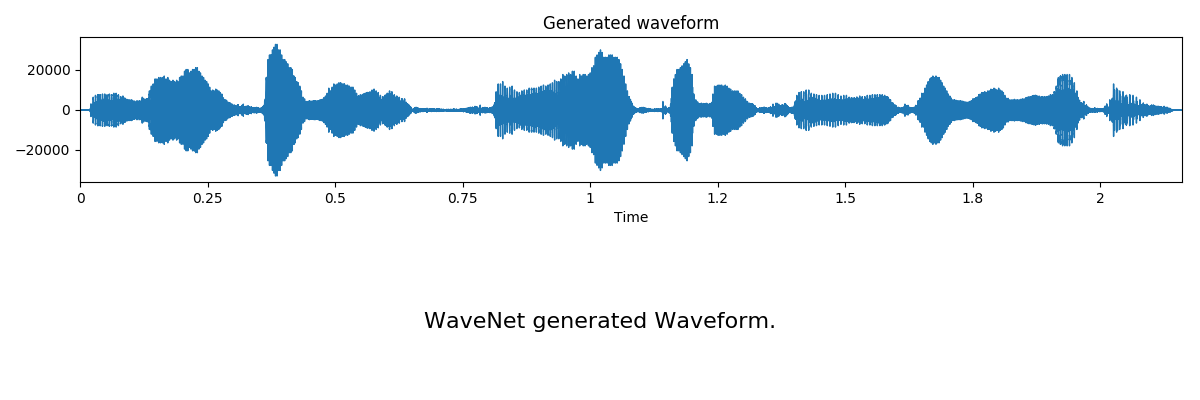 Generated waveform
20000
0
−20000
0 0.25 0.5 0.75 1 1.2 1.5 1.8 2
Time
WaveNet generated Waveform.